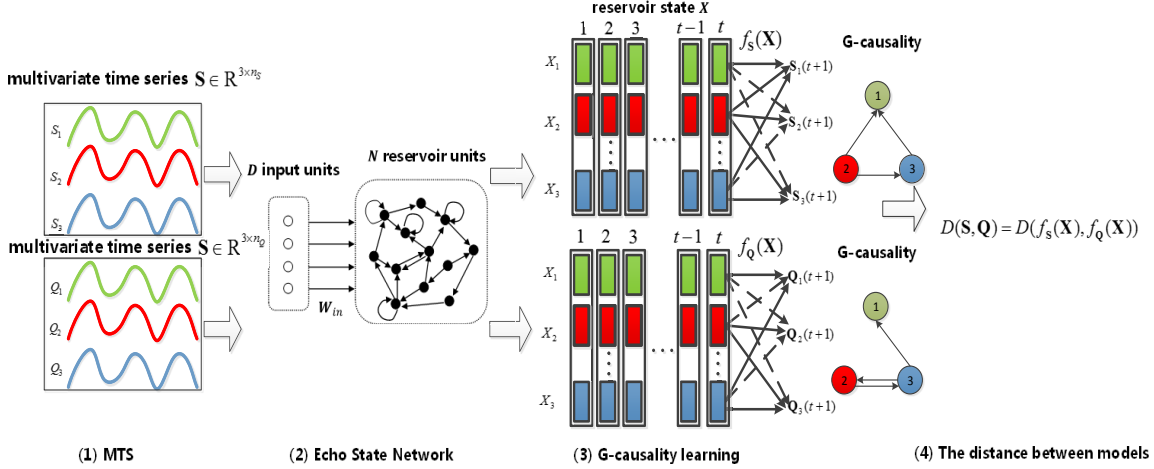 reservoir state X
multivariate time series S ∈ R^{3×n_S}
S_1
S_2
S_3
multivariate time series S ∈ R^{3×n_Q}
Q_1
Q_2
Q_3
D input units
W_{in}
N reservoir units
1 2 3 t−1 t
X_1
X_2
X_3
...
f_S(X)
S_1(t+1)
S_2(t+1)
S_3(t+1)
G-causality
1
2
3
1 2 3 t−1 t
X_1
X_2
X_3
...
f_Q(X)
Q_1(t+1)
Q_2(t+1)
Q_3(t+1)
G-causality
1
2
3
D(S,Q) = D(f_S(X), f_Q(X))
(1) MTS
(2) Echo State Network
(3) G-causality learning
(4) The distance between models